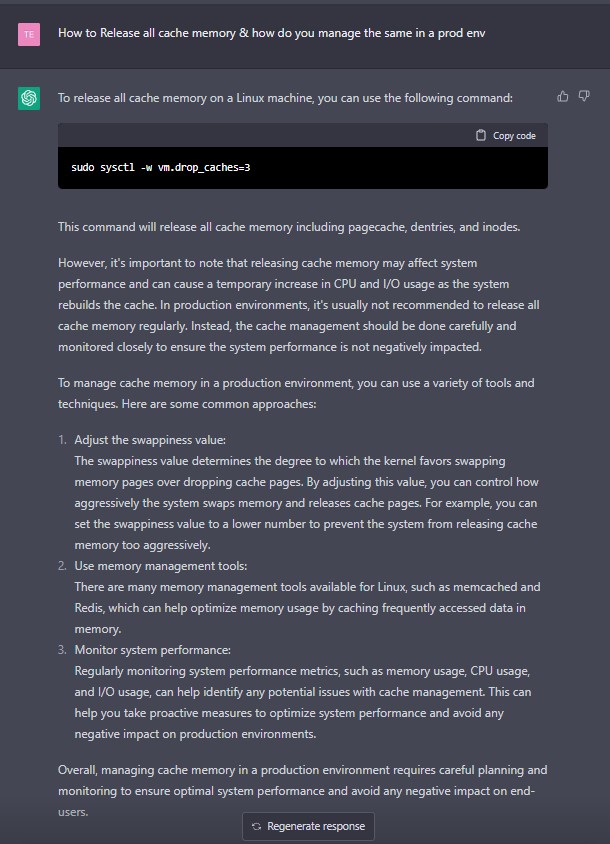 TE
How to Release all cache memory & how do you manage the same in a prod env
To release all cache memory on a Linux machine, you can use the following command:
Copy code
sudo sysctl -w vm.drop_caches=3
This command will release all cache memory including pagecache, dentries, and inodes.
However, it's important to note that releasing cache memory may affect system
performance and can cause a temporary increase in CPU and I/O usage as the system
rebuilds the cache. In production environments, it's usually not recommended to release all
cache memory regularly. Instead, the cache management should be done carefully and
monitored closely to ensure the system performance is not negatively impacted.
To manage cache memory in a production environment, you can use a variety of tools and
techniques. Here are some common approaches:
1. Adjust the swappiness value:
The swappiness value determines the degree to which the kernel favors swapping
memory pages over dropping cache pages. By adjusting this value, you can control how
aggressively the system swaps memory and releases cache pages. For example, you can
set the swappiness value to a lower number to prevent the system from releasing cache
memory too aggressively.
2. Use memory management tools:
There are many memory management tools available for Linux, such as memcached and
Redis, which can help optimize memory usage by caching frequently accessed data in
memory.
3. Monitor system performance:
Regularly monitoring system performance metrics, such as memory usage, CPU usage,
and I/O usage, can help identify any potential issues with cache management. This can
help you take proactive measures to optimize system performance and avoid any
negative impact on production environments.
Overall, managing cache memory in a production environment requires careful planning and
monitoring to ensure optimal system performance and avoid any negative impact on end-
users.
Regenerate response